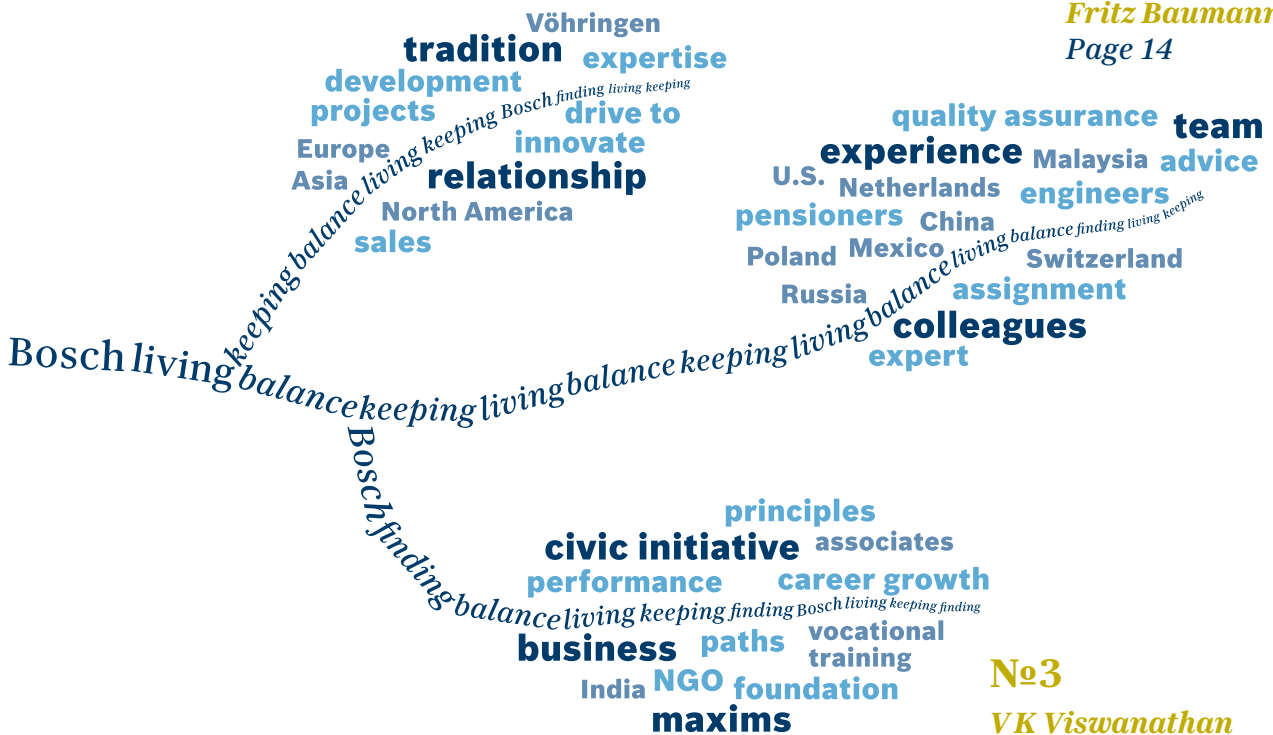 Fritz Baumann
Page 14
Vöhringen
tradition
expertise
development
projects
drive to
innovate
Europe
Asia
relationship
North America
sales
keeping balance living keeping Bosch finding living keeping
quality assurance
team
experience
Malaysia
advice
U.S.
Netherlands
engineers
pensioners
China
Poland
Mexico
Switzerland
Russia
assignment
colleagues
expert
Bosch living balance keeping living balance keeping living balance living balance finding living keeping
Bosch finding balance living keeping finding Bosch living keeping finding
principles
civic initiative
associates
performance
career growth
business
paths
vocational
training
India
NGO
foundation
maxims
№3
VK Viswanathan